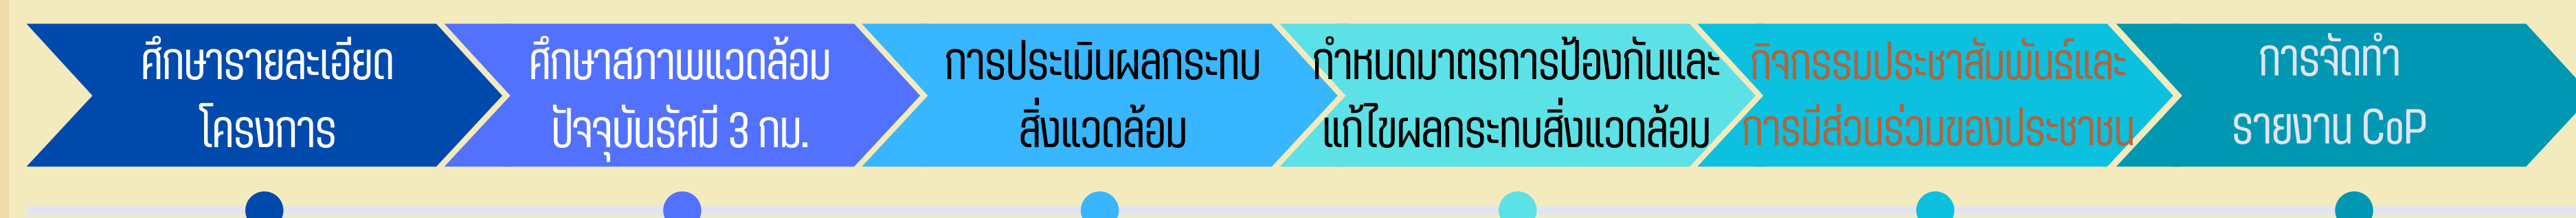 ศึกษารายละเอียด
โครงการ
ศึกษาสภาพแวดล้อม
ปัจจุบันรัศมี 3 กม.
การประเมินผลกระทบ
สิ่งแวดล้อม
กำหนดมาตรการป้องกันและ
แก้ไขผลกระทบสิ่งแวดล้อม
กิจกรรมประชาสัมพันธ์และ
การมีส่วนร่วมของประชาชน
การจัดทำ
รายงาน CoP